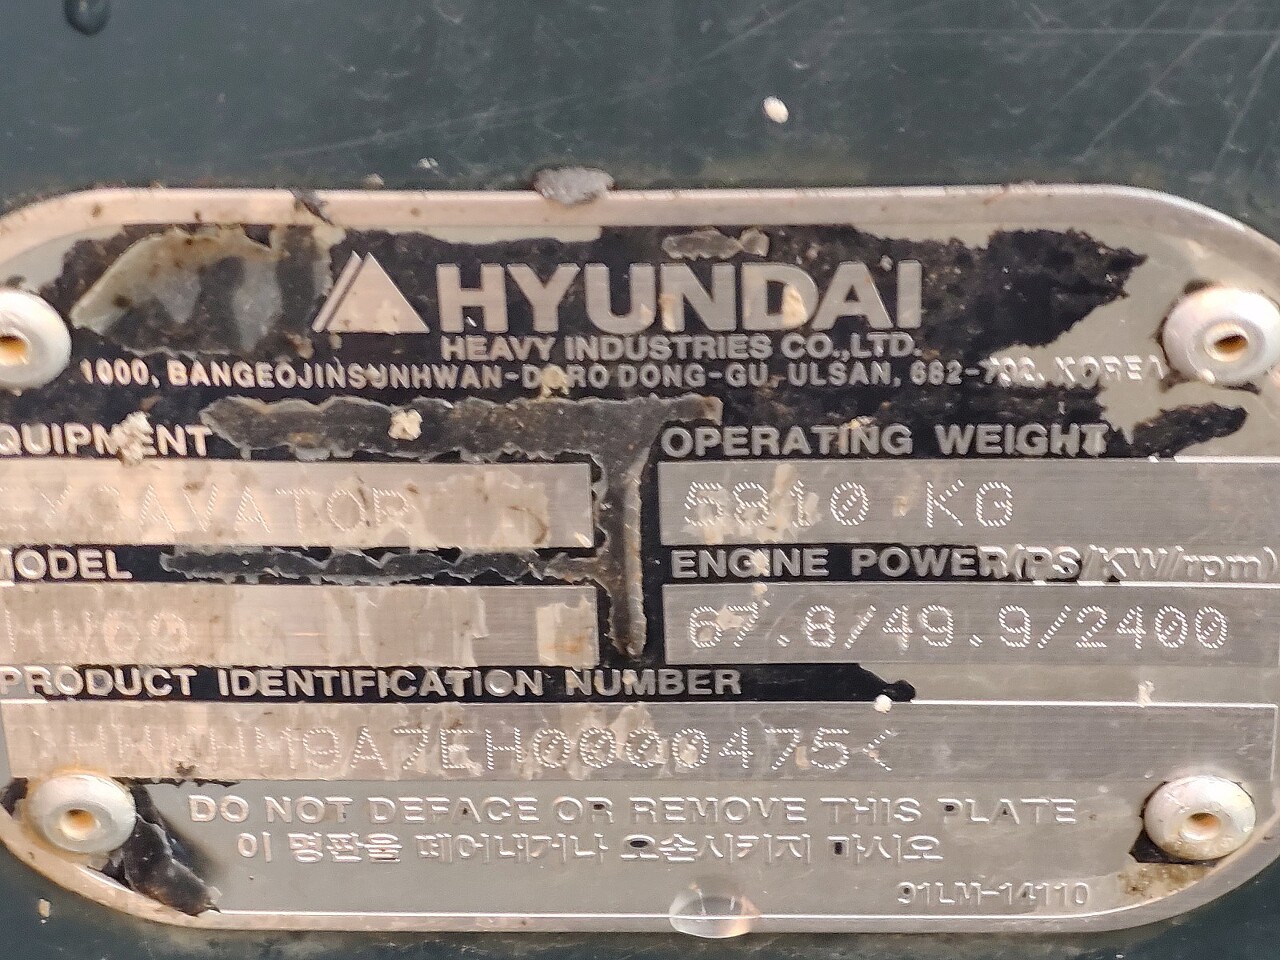 HYUNDAI
HEAVY INDUSTRIES CO.,LTD.
1000, BANGEOJINSUNHWAN-DORO DONG-GU, ULSAN, 682-792, KOREA
EQUIPMENT OPERATING WEIGHT
EXCAVATOR 5810 KG
MODEL ENGINE POWER(PS/KW/rpm)
HW60 67.8/49.9/2400
PRODUCT IDENTIFICATION NUMBER
DO NOT DEFACE OR REMOVE THIS PLATE
이 명판을 떼어내거나 오손시키지 마시오
91LM-14110